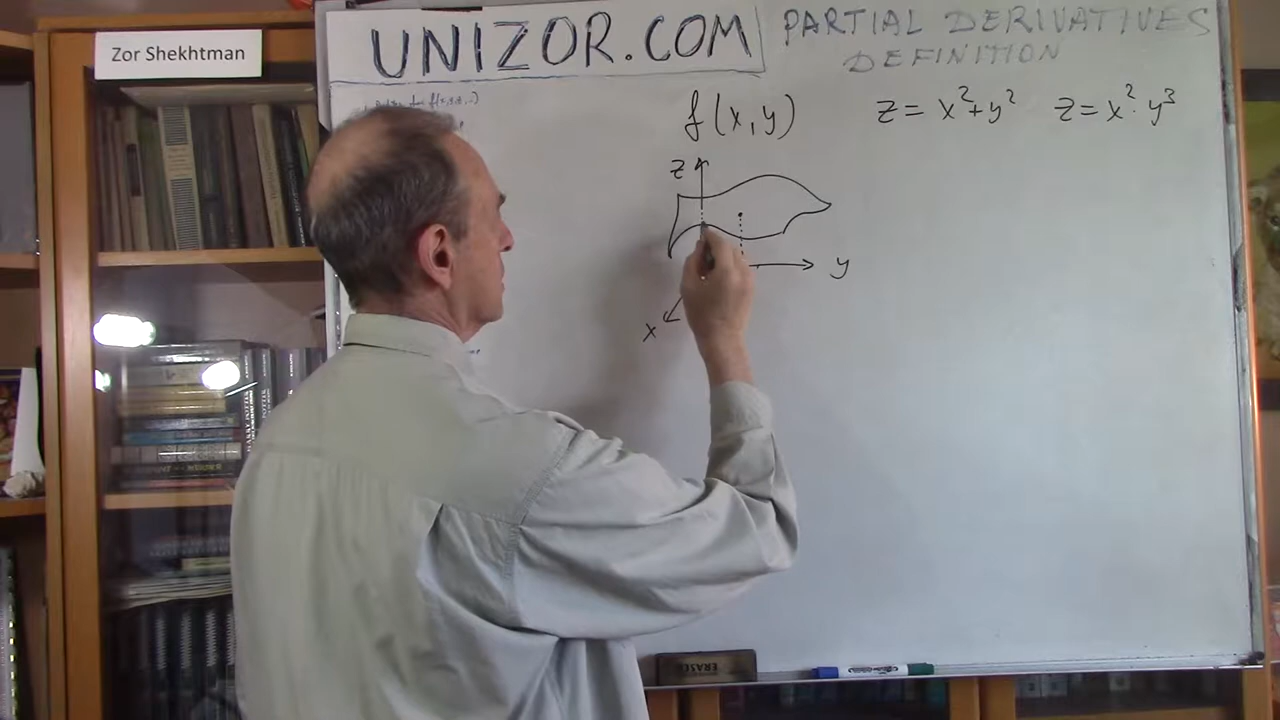 Zor Shekhtman
UNIZOR.COM
PARTIAL DERIVATIVES
DEFINITION
f(x,y)
z = x²+y²
z = x²·y³
z
y
x
ERASER